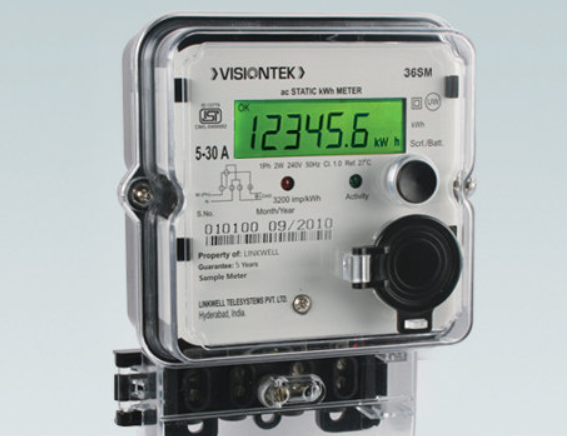 ❯VISIONTEK❯ 36SM
ac STATIC kWh METER
OK
12345.6 kW h
UW
kWh
Scrl./Batt.
ISI
5-30 A
1Ph 2W 240V 50Hz Cl. 1.0 Ref. 27°C
3200 imp/kWh Activity
S.No. Month/Year
010100 09/2010
Property of: LINKWELL
Guarantee: 5 Years
Sample Meter
LINKWELL TELESYSTEMS PVT. LTD.
Hyderabad, India.